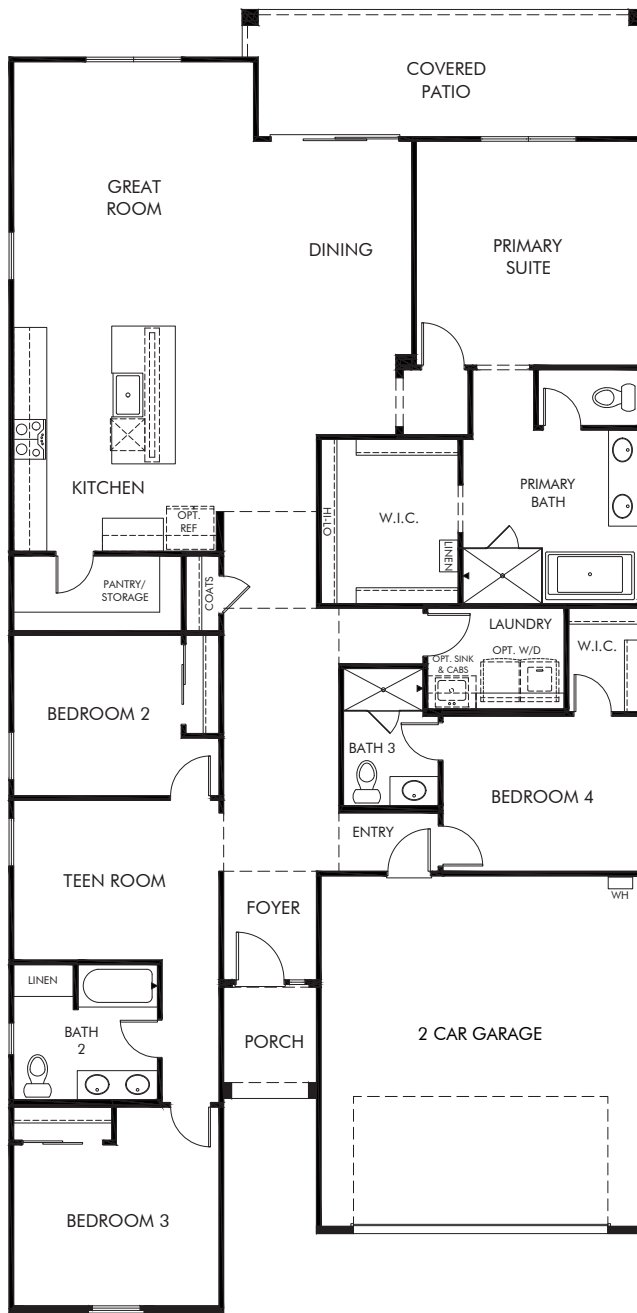 COVERED
PATIO
GREAT
ROOM
DINING
PRIMARY
SUITE
KITCHEN
OPT.
REF
HI-LO
W.I.C.
LINEN
PRIMARY
BATH
PANTRY/
STORAGE
COATS
LAUNDRY
OPT. SINK
& CABS
OPT. W/D
W.I.C.
BEDROOM 2
BATH 3
BEDROOM 4
ENTRY
TEEN ROOM
FOYER
WH
LINEN
BATH
2
PORCH
2 CAR GARAGE
BEDROOM 3